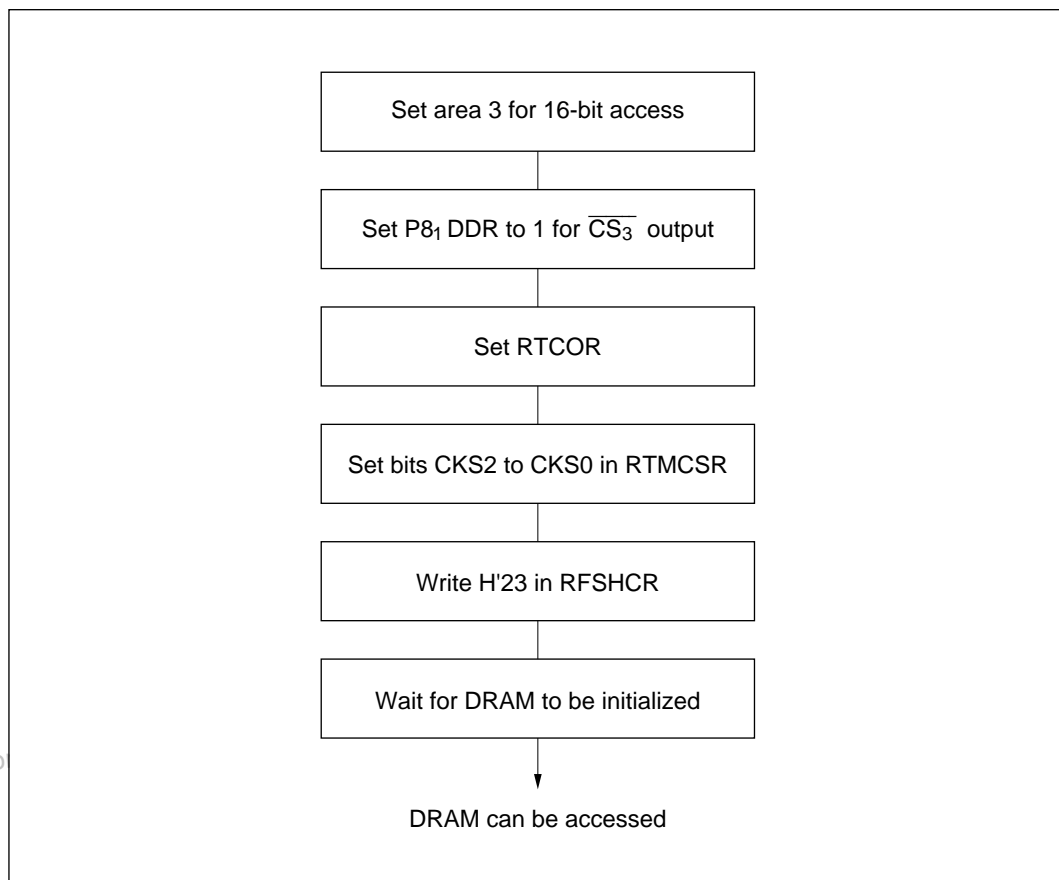 Set area 3 for 16-bit access
Set P8₁ DDR to 1 for C̅S̅₃̅ output
Set RTCOR
Set bits CKS2 to CKS0 in RTMCSR
Write H'23 in RFSHCR
Wait for DRAM to be initialized
DRAM can be accessed